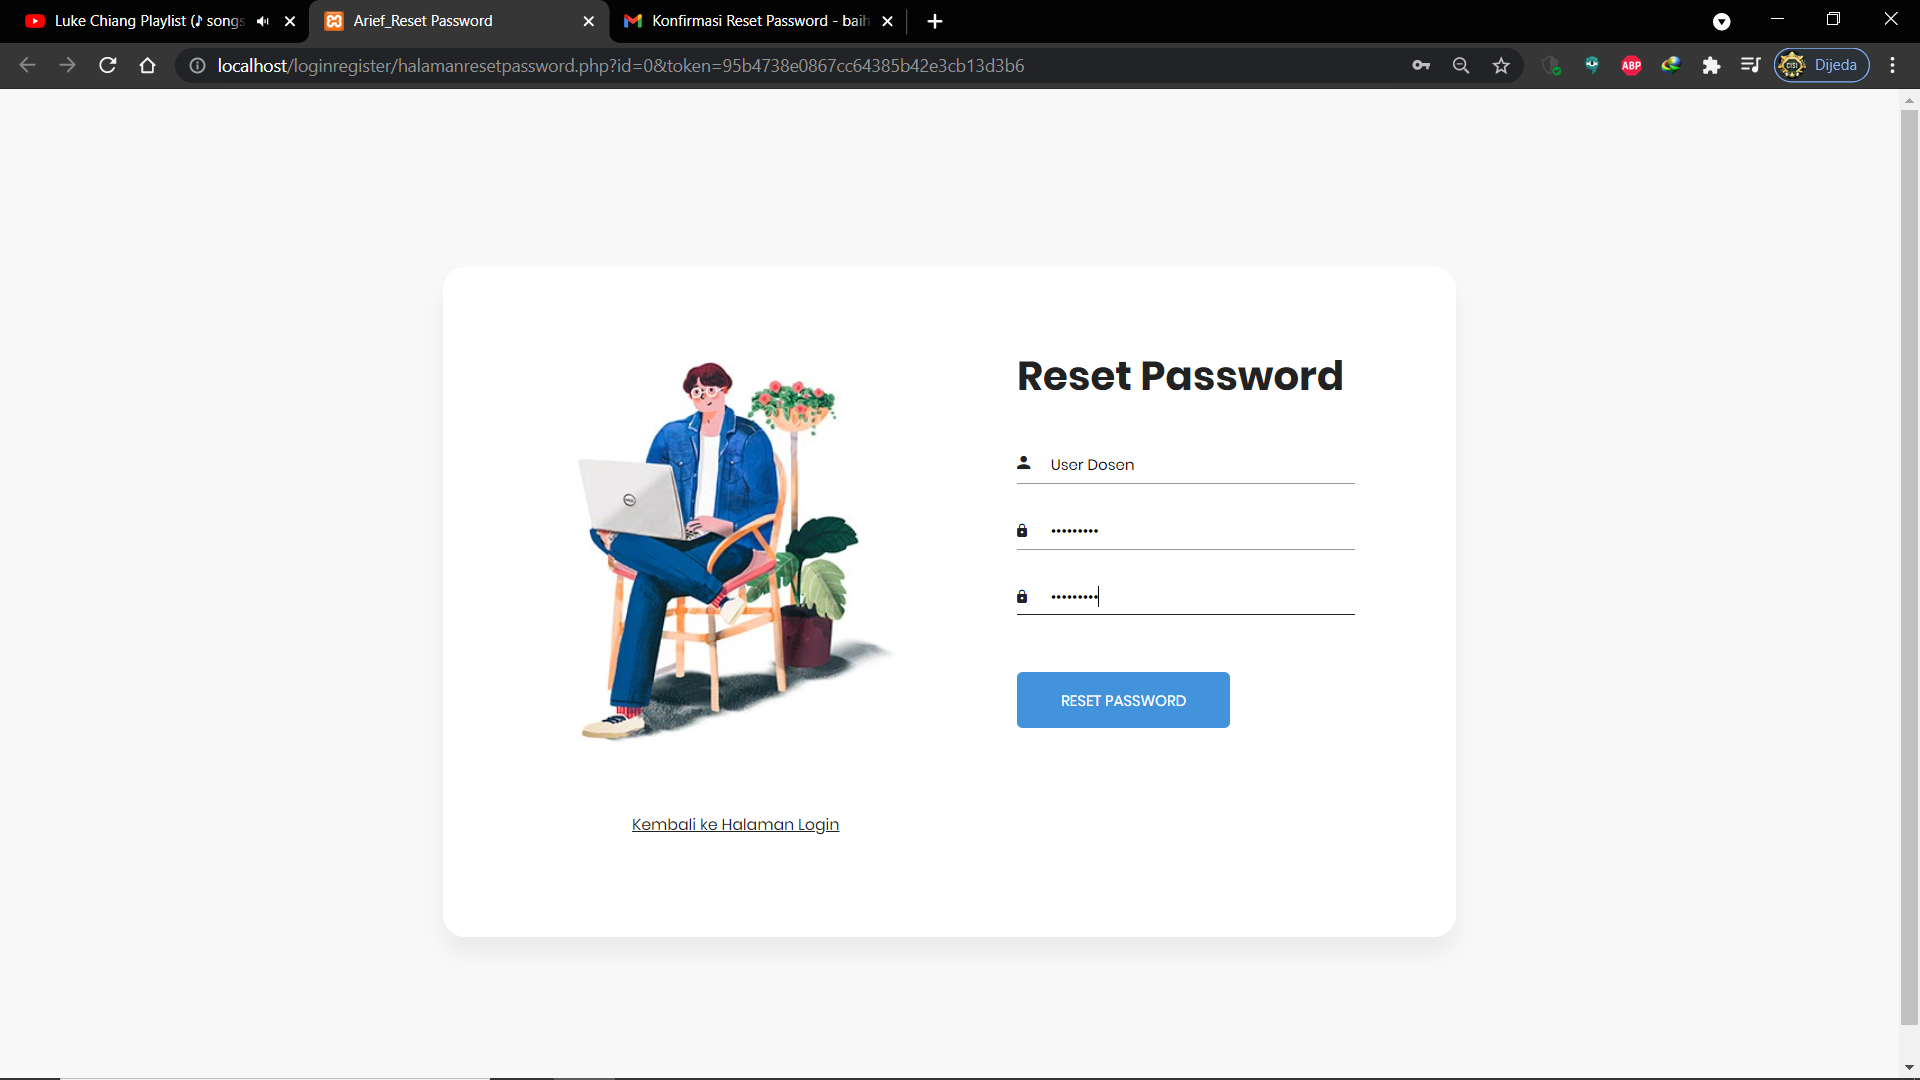 Luke Chiang Playlist (♪ songs
Arief_Reset Password
Konfirmasi Reset Password - baih
localhost/loginregister/halamanresetpassword.php?id=0&token=95b4738e0867cc64385b42e3cb13d3b6
ABP
Dijeda
Reset Password
User Dosen
•••••••••
•••••••••
RESET PASSWORD
Kembali ke Halaman Login